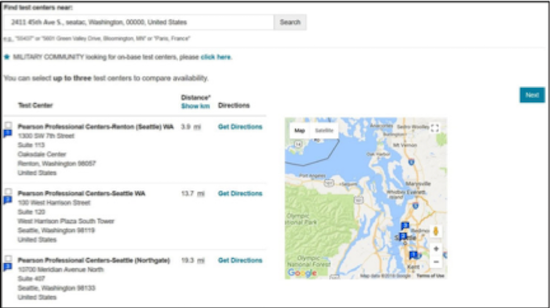 Find test centers near:
2411 45th Ave S., seatac, Washington, 00000, United States
Search
e.g., "55437" or "5601 Green Valley Drive, Bloomington, MN" or "Paris, France"
★ MILITARY COMMUNITY looking for on-base test centers, please click here.
You can select up to three test centers to compare availability.
Next
Test Center
Distance*
Show km
Directions
Pearson Professional Centers-Renton (Seattle) WA
3.9 mi
Get Directions
1300 SW 7th Street
Suite 113
Oaksdale Center
Renton, Washington 98057
United States
Pearson Professional Centers-Seattle WA
13.7 mi
Get Directions
100 West Harrison Street
Suite 120
West Harrison Plaza South Tower
Seattle, Washington 98119
United States
Pearson Professional Centers-Seattle (Northgate)
19.3 mi
Get Directions
10700 Meridian Avenue North
Suite 407
Seattle, Washington 98133
United States
Map
Satellite
Mt Vernon
Marysville
Everett
Olympic
National Park
Seattle
Kent
Olympic
National Forest
Google
Map data ©2018 Google
Terms of Use